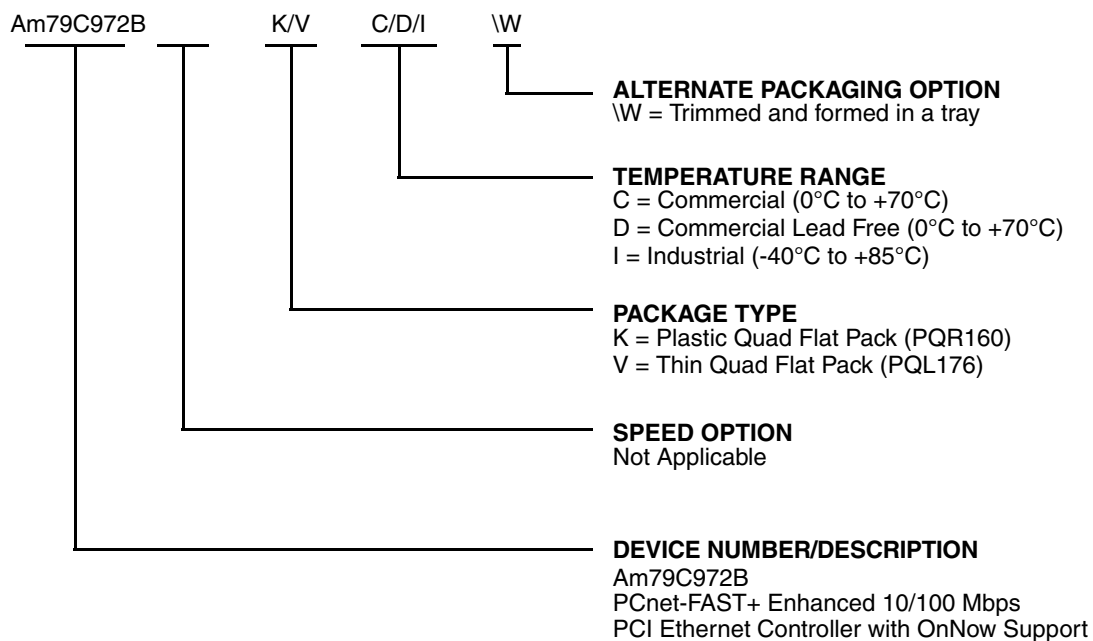 Am79C972B K/V C/D/I \W
ALTERNATE PACKAGING OPTION
\W = Trimmed and formed in a tray
TEMPERATURE RANGE
C = Commercial (0°C to +70°C)
D = Commercial Lead Free (0°C to +70°C)
I = Industrial (-40°C to +85°C)
PACKAGE TYPE
K = Plastic Quad Flat Pack (PQR160)
V = Thin Quad Flat Pack (PQL176)
SPEED OPTION
Not Applicable
DEVICE NUMBER/DESCRIPTION
Am79C972B
PCnet-FAST+ Enhanced 10/100 Mbps
PCI Ethernet Controller with OnNow Support